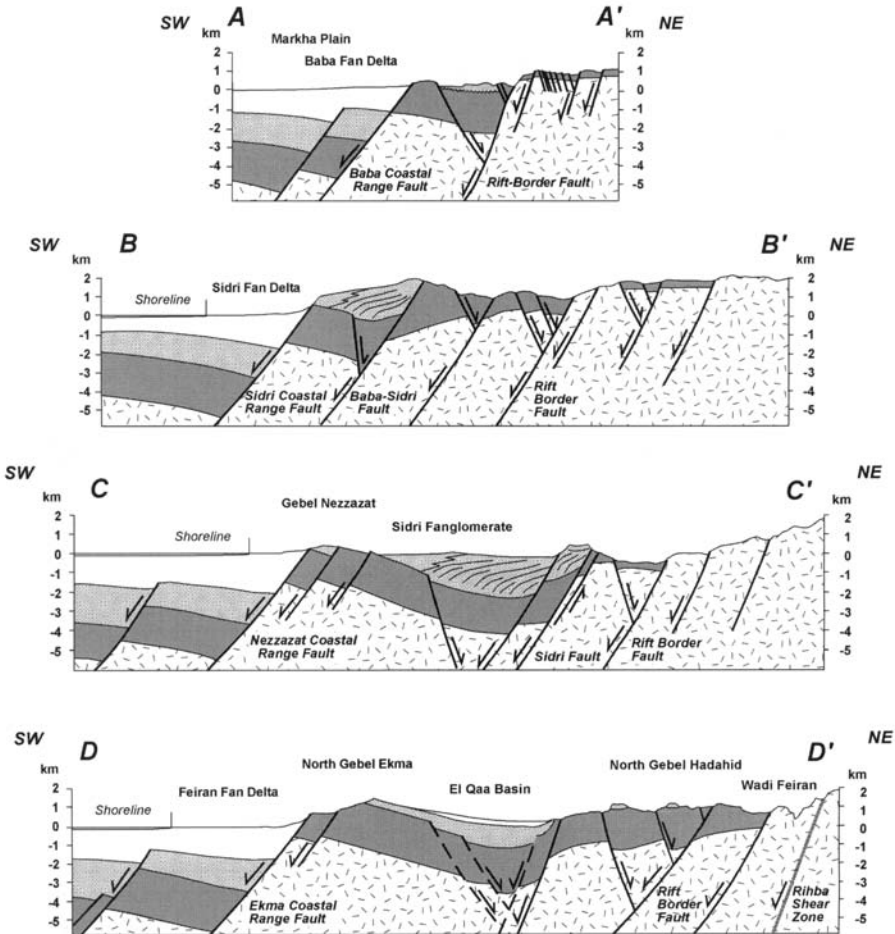 SW A A' NE
km Markha Plain km
Baba Fan Delta
2 2
1 1
0 0
-1 -1
-2 -2
-3 -3
-4 Baba Coastal Rift-Border Fault -4
-5 Range Fault -5
B B'
SW NE
km km
2 2
Shoreline Sidri Fan Delta
1 1
0 0
-1 -1
-2 -2
-3 -3
-4 Sidri Coastal Baba-Sidri Rift -4
Range Fault Fault Border
-5 Fault -5
SW NE
C C'
km Gebel Nezzazat km
2 2
Shoreline Sidri Fanglomerate
1 1
0 0
-1 -1
-2 -2
-3 -3
-4 -4
Nezzazat Coastal Sidri Fault Rift Border
-5 Range Fault Fault -5
SW NE
D D'
North Gebel Ekma North Gebel Hadahid
km Feiran Fan Delta El Qaa Basin Wadi Feiran km
2 2
Shoreline
1 1
0 0
-1 -1
-2 -2
-3 -3
-4 Ekma Coastal Rift Rihba -4
Range Fault Border Shear
-5 Fault Zone -5